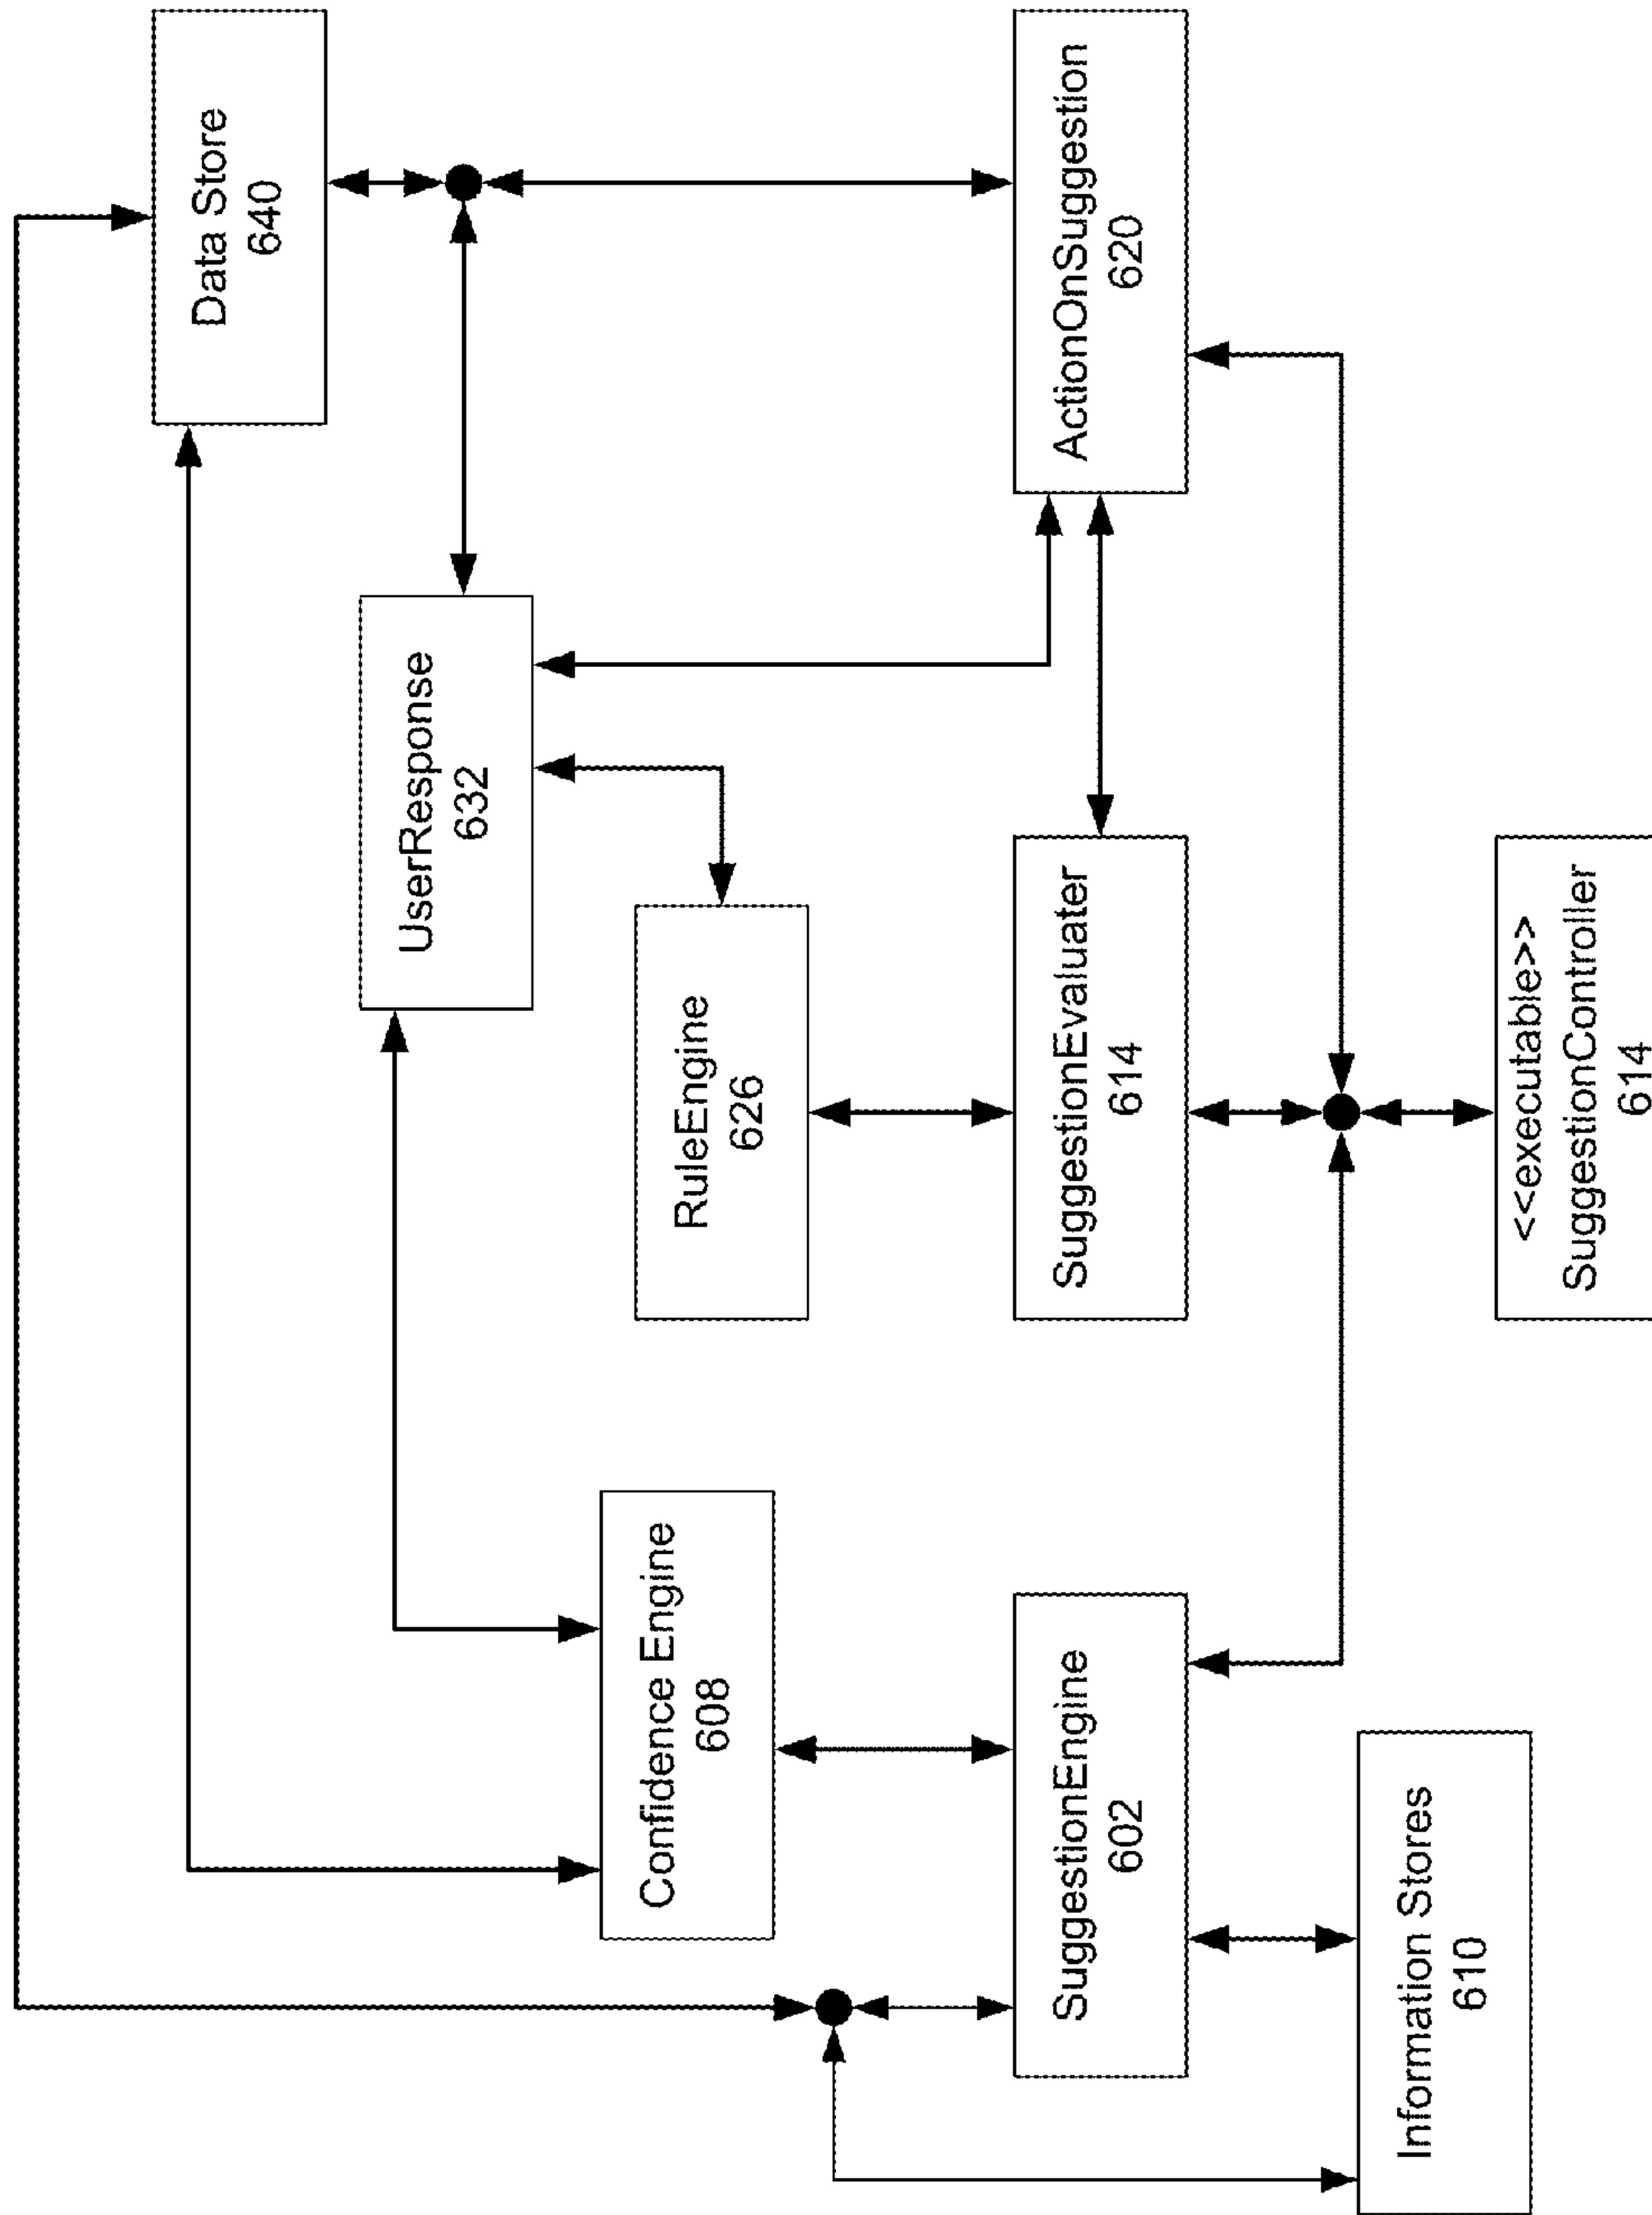 Data Store
640
UserResponse
632
Confidence Engine
608
RuleEngine
626
SuggestionEngine
602
SuggestionEvaluater
614
ActionOnSuggestion
620
Information Stores
610
<<executable>>
SuggestionController
614